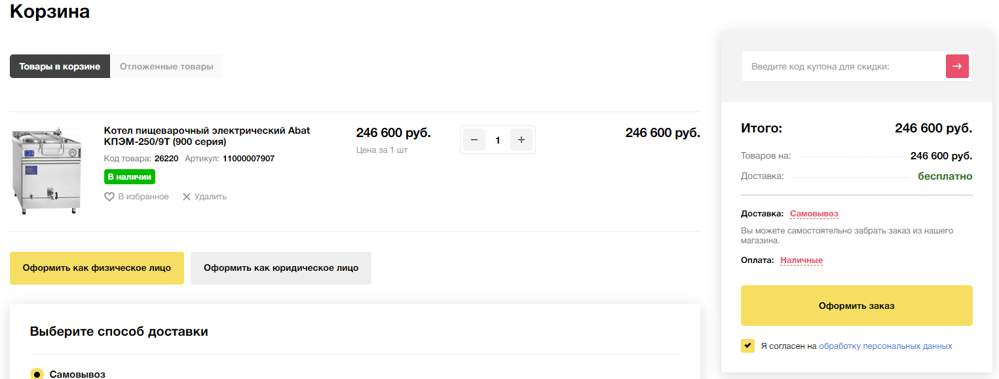 Корзина
Товары в корзине
Отложенные товары
Котел пищеварочный электрический Abat
КПЭМ-250/9Т (900 серия)
Код товара: 26220 Артикул: 11000007907
В наличии
В избранное
Удалить
246 600 руб.
Цена за 1 шт
− 1 +
246 600 руб.
Оформить как физическое лицо
Оформить как юридическое лицо
Выберите способ доставки
Самовывоз
Введите код купона для скидки:
Итого: 246 600 руб.
Товаров на: 246 600 руб.
Доставка: бесплатно
Доставка: Самовывоз
Вы можете самостоятельно забрать заказ из нашего
магазина.
Оплата: Наличные
Оформить заказ
Я согласен на обработку персональных данных